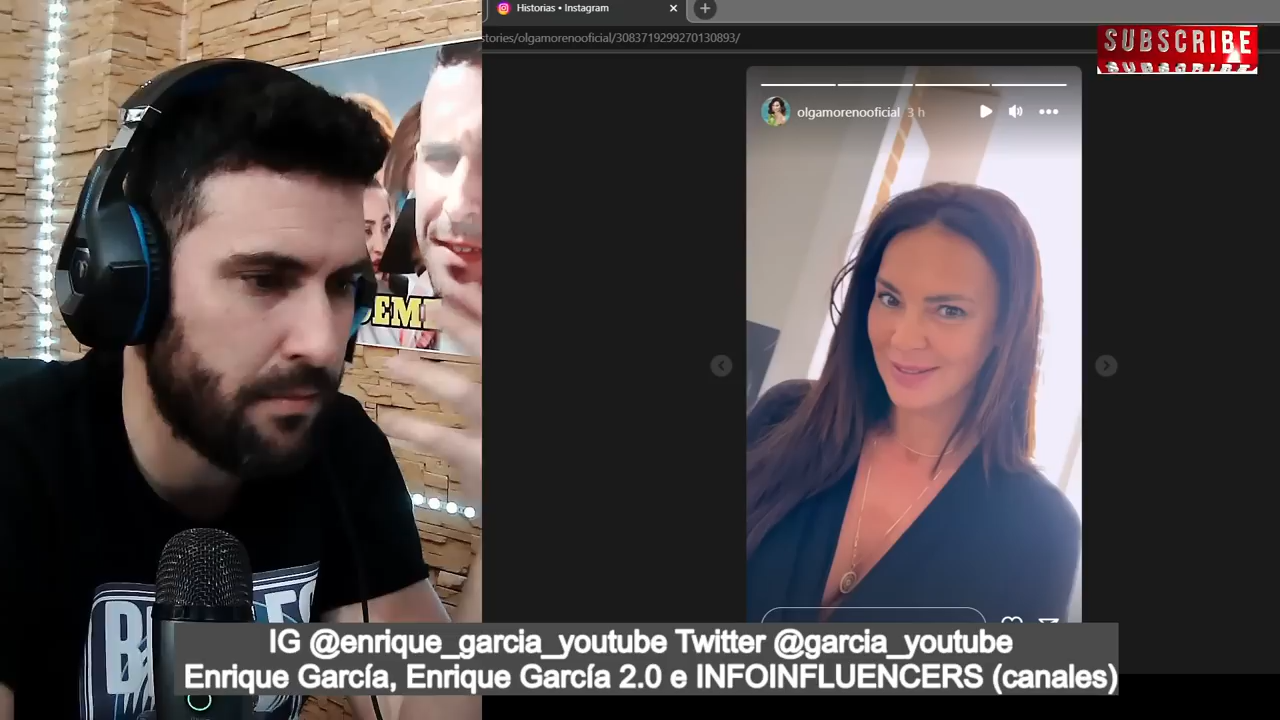 Historias • Instagram
stories/olgamorenooficial/3083719299270130893/
SUBSCRIBE
olgamorenooficial 3 h
IG @enrique_garcia_youtube Twitter @garcia_youtube
Enrique García, Enrique García 2.0 e INFOINFLUENCERS (canales)